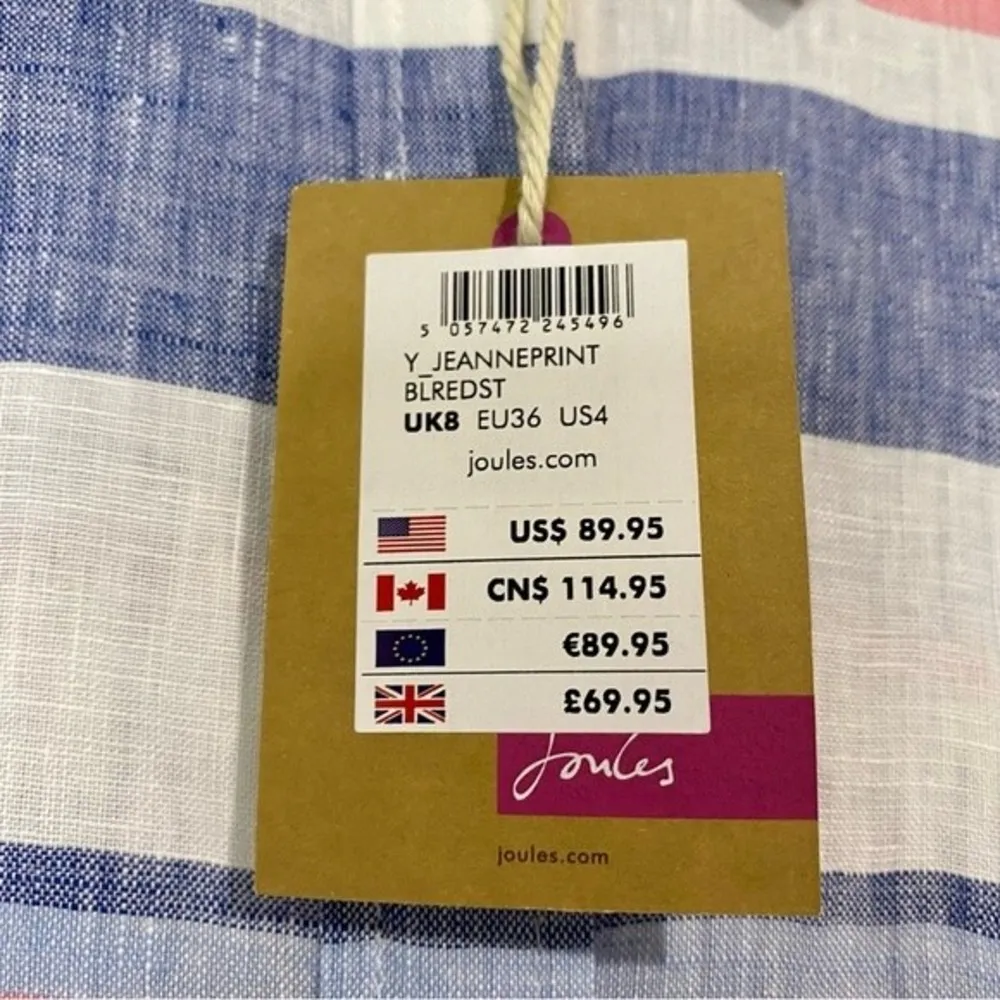 5 057472 245496
Y_JEANNEPRINT
BLREDST
UK8 EU36 US4
joules.com
US$ 89.95
CN$ 114.95
€89.95
£69.95
Joules
joules.com